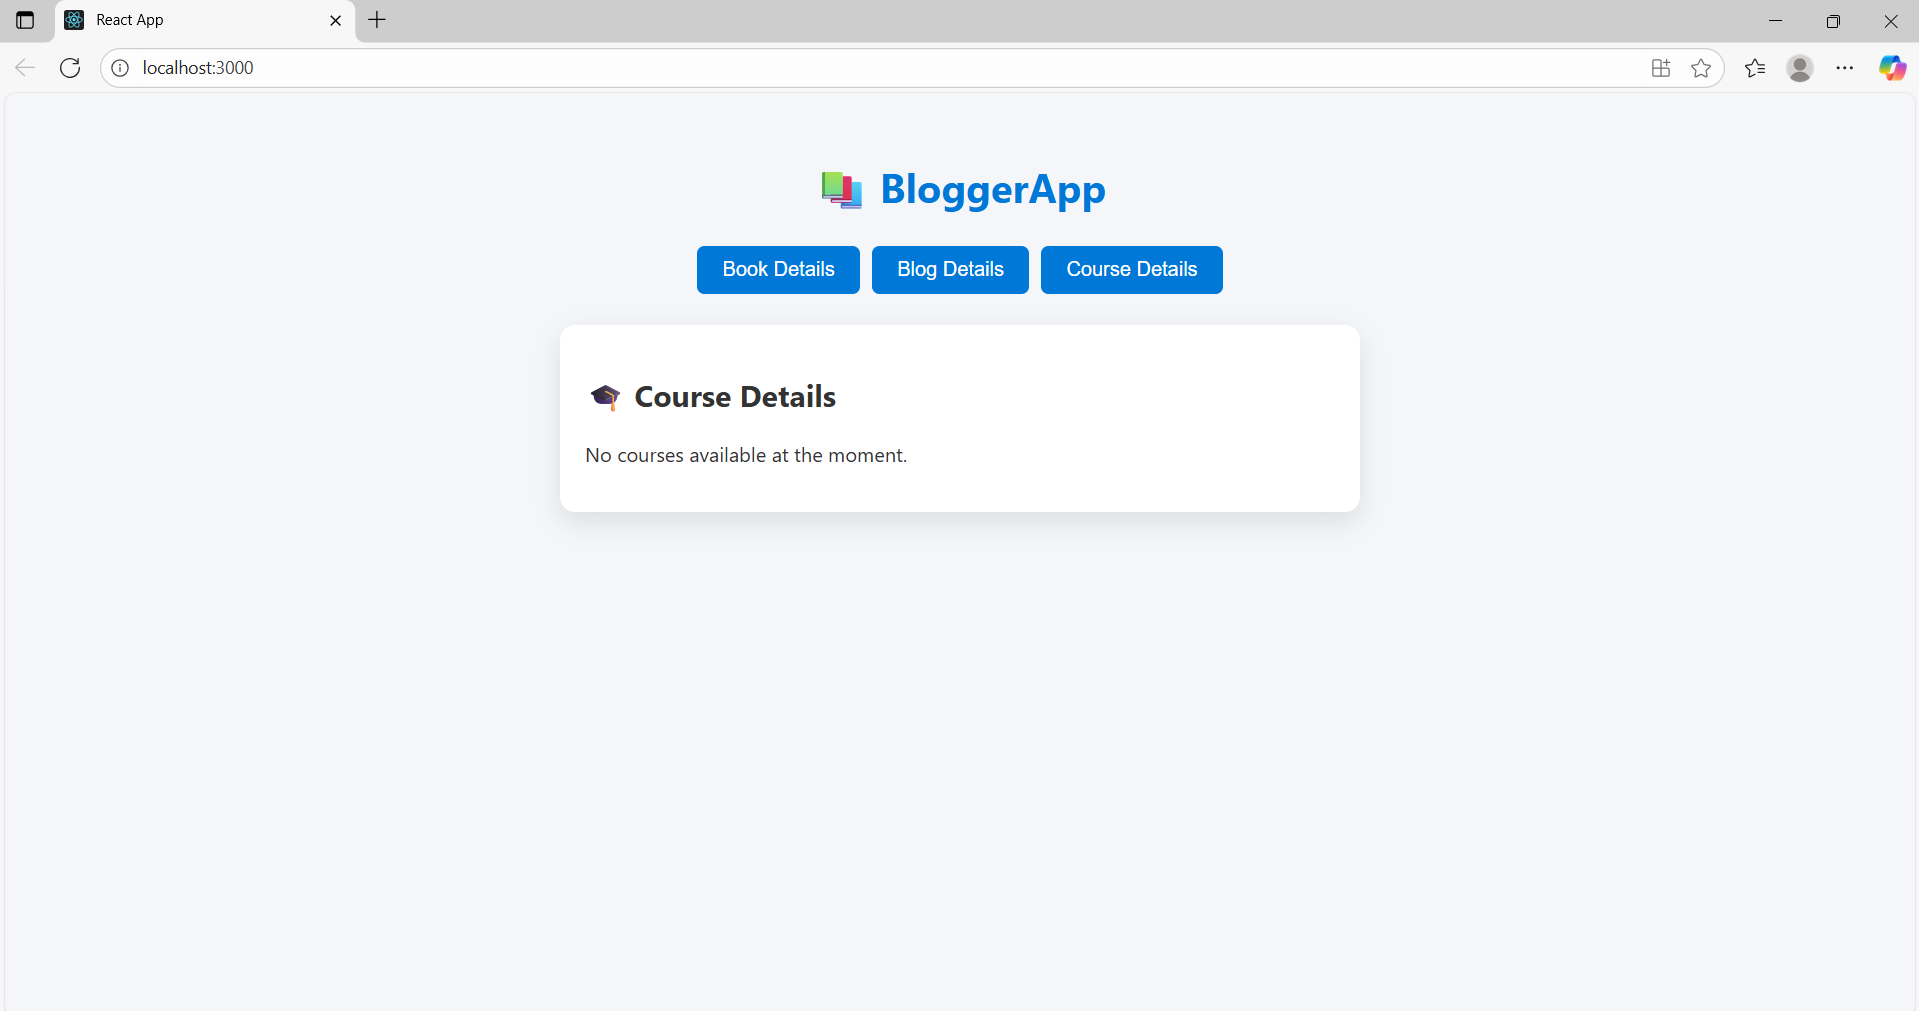 React App
localhost:3000
BloggerApp
Book Details Blog Details Course Details
Course Details
No courses available at the moment.